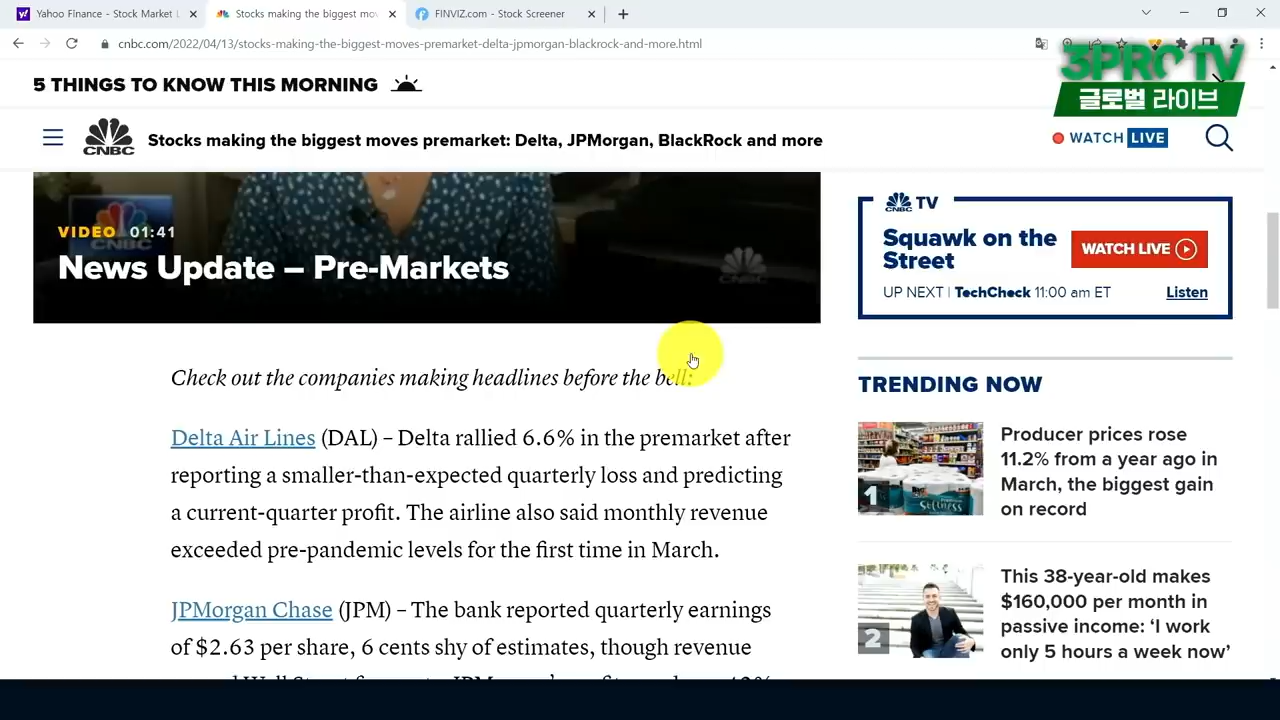 Yahoo Finance - Stock Market L
Stocks making the biggest mov
FINVIZ.com - Stock Screener
cnbc.com/2022/04/13/stocks-making-the-biggest-moves-premarket-delta-jpmorgan-blackrock-and-more.html
3PROTV
글로벌 라이브
5 THINGS TO KNOW THIS MORNING
CNBC
Stocks making the biggest moves premarket: Delta, JPMorgan, BlackRock and more
WATCH LIVE
VIDEO 01:41
News Update – Pre-Markets
Check out the companies making headlines before the bell:
Delta Air Lines (DAL) – Delta rallied 6.6% in the premarket after
reporting a smaller-than-expected quarterly loss and predicting
a current-quarter profit. The airline also said monthly revenue
exceeded pre-pandemic levels for the first time in March.
JPMorgan Chase (JPM) – The bank reported quarterly earnings
of $2.63 per share, 6 cents shy of estimates, though revenue
CNBC TV
Squawk on the
Street
WATCH LIVE
UP NEXT | TechCheck 11:00 am ET
Listen
TRENDING NOW
1
Producer prices rose
11.2% from a year ago in
March, the biggest gain
on record
2
This 38-year-old makes
$160,000 per month in
passive income: ‘I work
only 5 hours a week now’